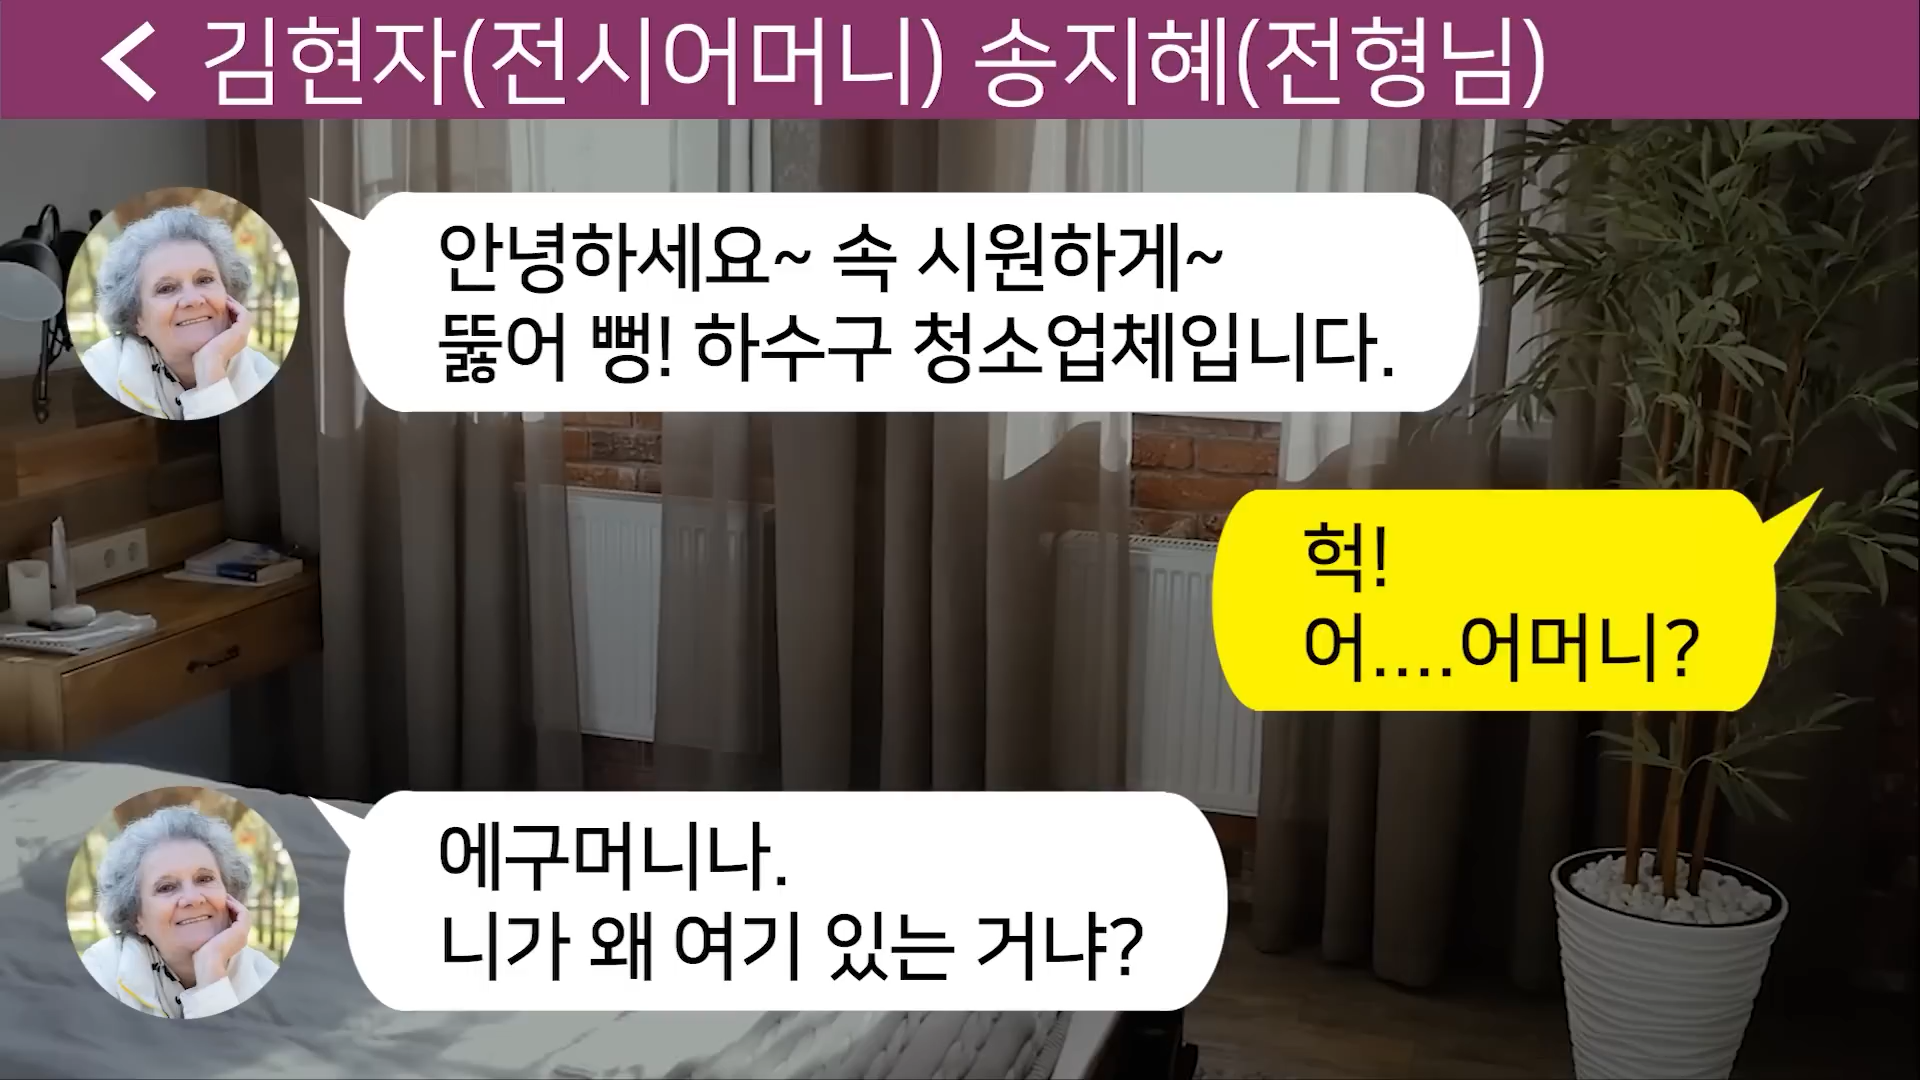 김현자(전시어머니) 송지혜(전형님)
안녕하세요~ 속 시원하게~
뚫어 뻥! 하수구 청소업체입니다.
헉!
어....어머니?
에구머니나.
니가 왜 여기 있는 거냐?